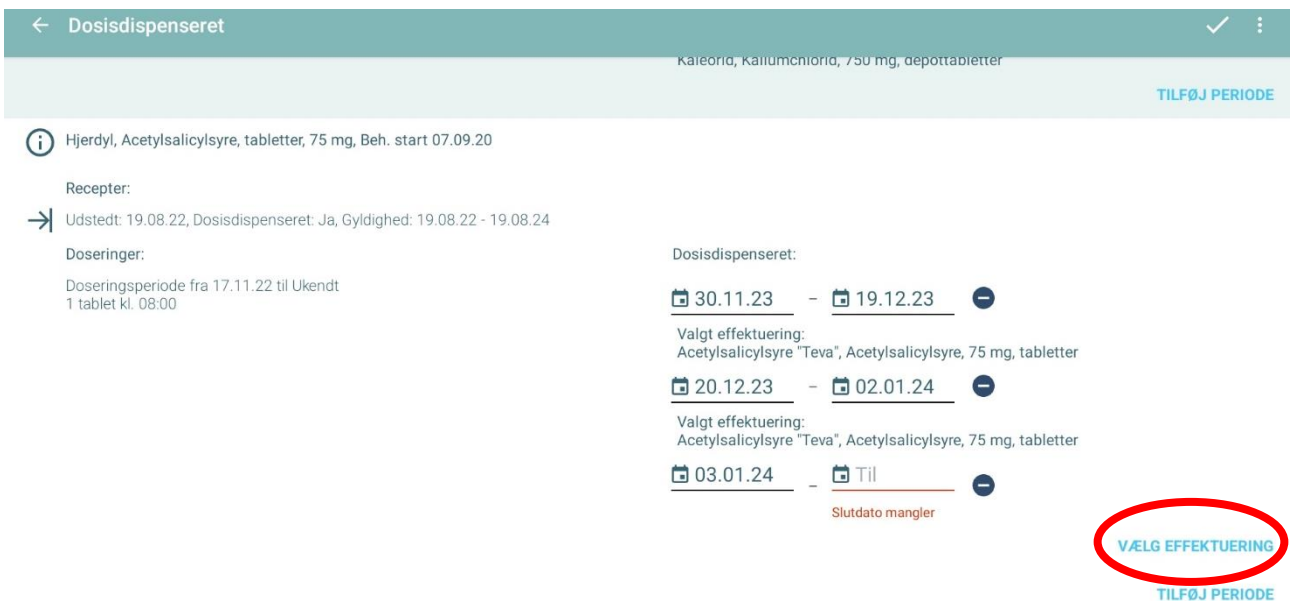 Dosisdispenseret
Kaleorid, Kaliumchlorid, 750 mg, depottabletter
TILFØJ PERIODE
Hjerdyl, Acetylsalicylsyre, tabletter, 75 mg, Beh. start 07.09.20
Recepter:
Udstedt: 19.08.22, Dosisdispenseret: Ja, Gyldighed: 19.08.22 - 19.08.24
Doseringer:
Doseringsperiode fra 17.11.22 til Ukendt
1 tablet kl. 08:00
Dosisdispenseret:
30.11.23 – 19.12.23
Valgt effektuering:
Acetylsalicylsyre "Teva", Acetylsalicylsyre, 75 mg, tabletter
20.12.23 – 02.01.24
Valgt effektuering:
Acetylsalicylsyre "Teva", Acetylsalicylsyre, 75 mg, tabletter
03.01.24 – Til
Slutdato mangler
VÆLG EFFEKTUERING
TILFØJ PERIODE